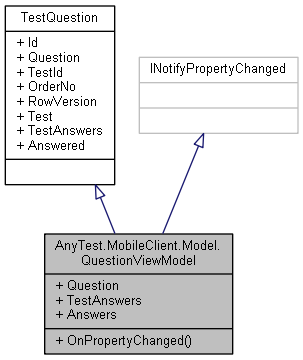 TestQuestion
+ Id
+ Question
+ TestId
+ OrderNo
+ RowVersion
+ Test
+ TestAnswers
+ Answered
INotifyPropertyChanged
AnyTest.MobileClient.Model.
QuestionViewModel
+ Question
+ TestAnswers
+ Answers
+ OnPropertyChanged()